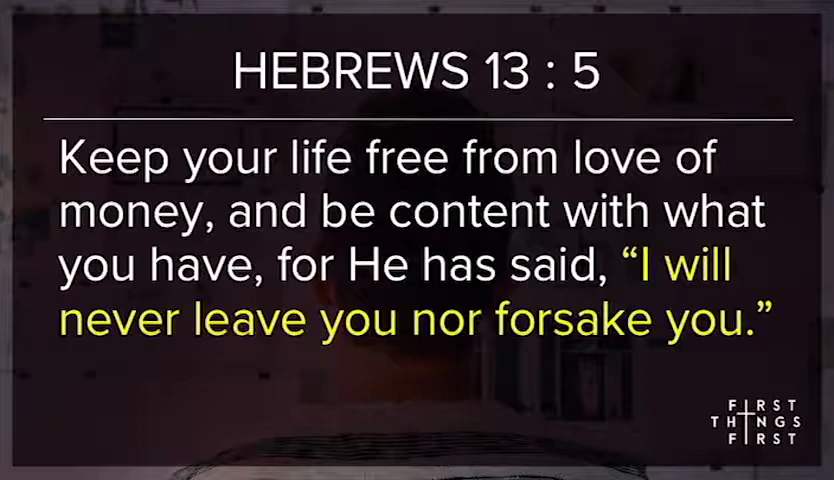 HEBREWS 13 : 5
Keep your life free from love of
money, and be content with what
you have, for He has said, “I will
never leave you nor forsake you.”
FIRST
THINGS
FIRST